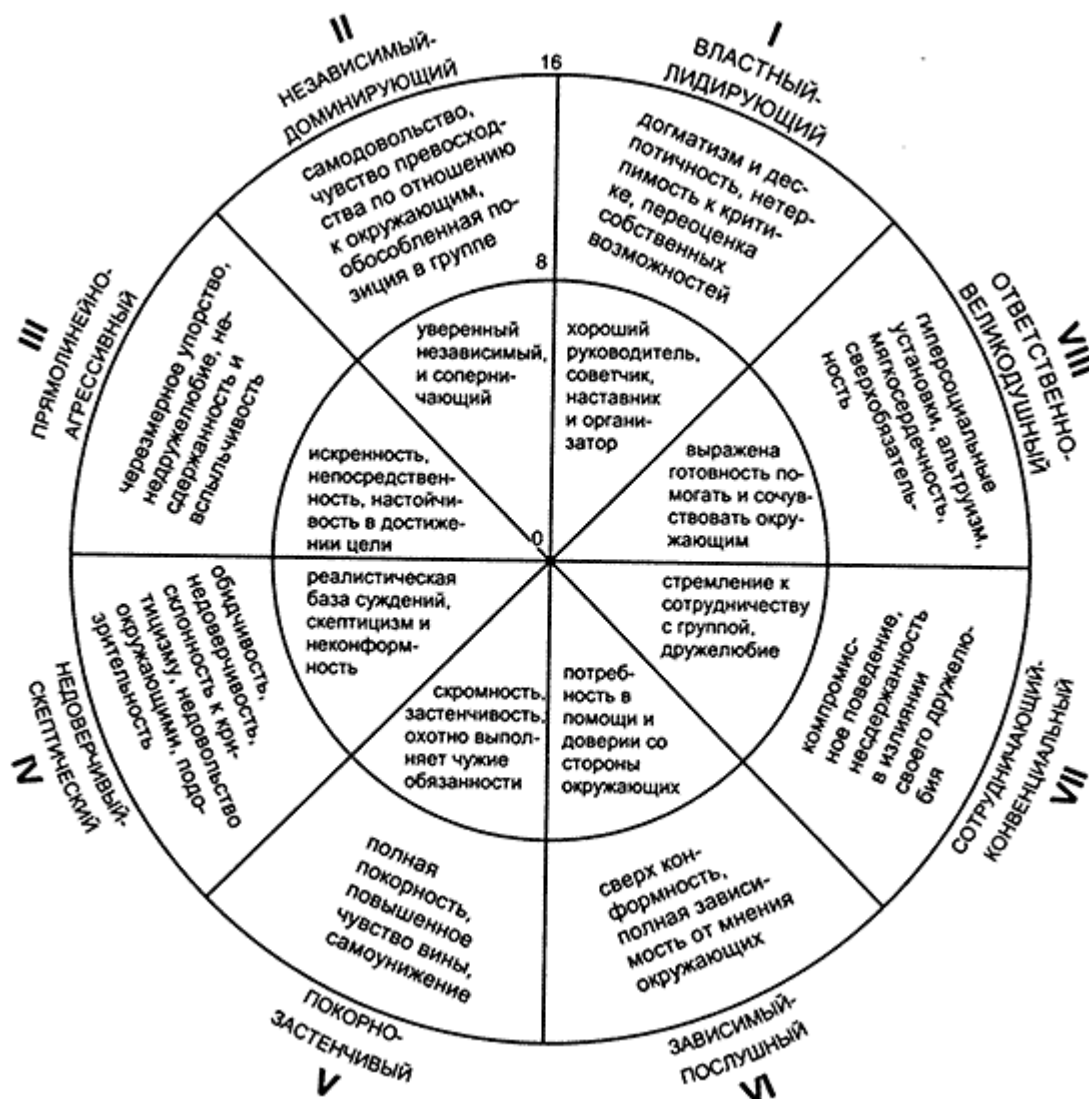 I
ВЛАСТНЫЙ-
ЛИДИРУЮЩИЙ
догматизм и дес-
потичность, нетер-
пимость к крити-
ке, переоценка
собственных
возможностей
хороший
руководитель,
советчик,
наставник
и органи-
затор
II
НЕЗАВИСИМЫЙ-
ДОМИНИРУЮЩИЙ
самодовольство,
чувство превосход-
ства по отношению
к окружающим,
обособленная по-
зиция в группе
уверенный
независимый,
и соперни-
чающий
III
ПРЯМОЛИНЕЙНО-
АГРЕССИВНЫЙ
черезмерное упорство,
недружелюбие, не-
сдержанность и
вспыльчивость
искренность,
непосредствен-
ность, настойчи-
вость в достиже-
нии цели
IV
НЕДОВЕРЧИВЫЙ-
СКЕПТИЧЕСКИЙ
обидчивость,
недоверчивость,
склонность к кри-
тицизму, недовольство
окружающими, подо-
зрительность
реалистическая
база суждений,
скептицизм и
неконформ-
ность
V
ПОКОРНО-
ЗАСТЕНЧИВЫЙ
полная
покорность,
повышенное
чувство вины,
самоунижение
скромность,
застенчивость,
охотно выпол-
няет чужие
обязанности
VI
ЗАВИСИМЫЙ-
ПОСЛУШНЫЙ
сверх кон-
формность,
полная зависи-
мость от мнения
окружающих
потреб-
ность в
помощи и
доверии со
стороны
окружающих
VII
СОТРУДНИЧАЮЩИЙ-
КОНВЕНЦИАЛЬНЫЙ
компромис-
ное поведение,
несдержанность
в излиянии
своего дружелю-
бия
стремление к
сотрудничеству
с группой,
дружелюбие
VIII
ОТВЕТСТВЕННО-
ВЕЛИКОДУШНЫЙ
гиперсоциальные
установки, альтруизм,
мягкосердечность,
сверхобязатель-
ность
выражена
готовность по-
могать и сочув-
ствовать окру-
жающим
16
8
0